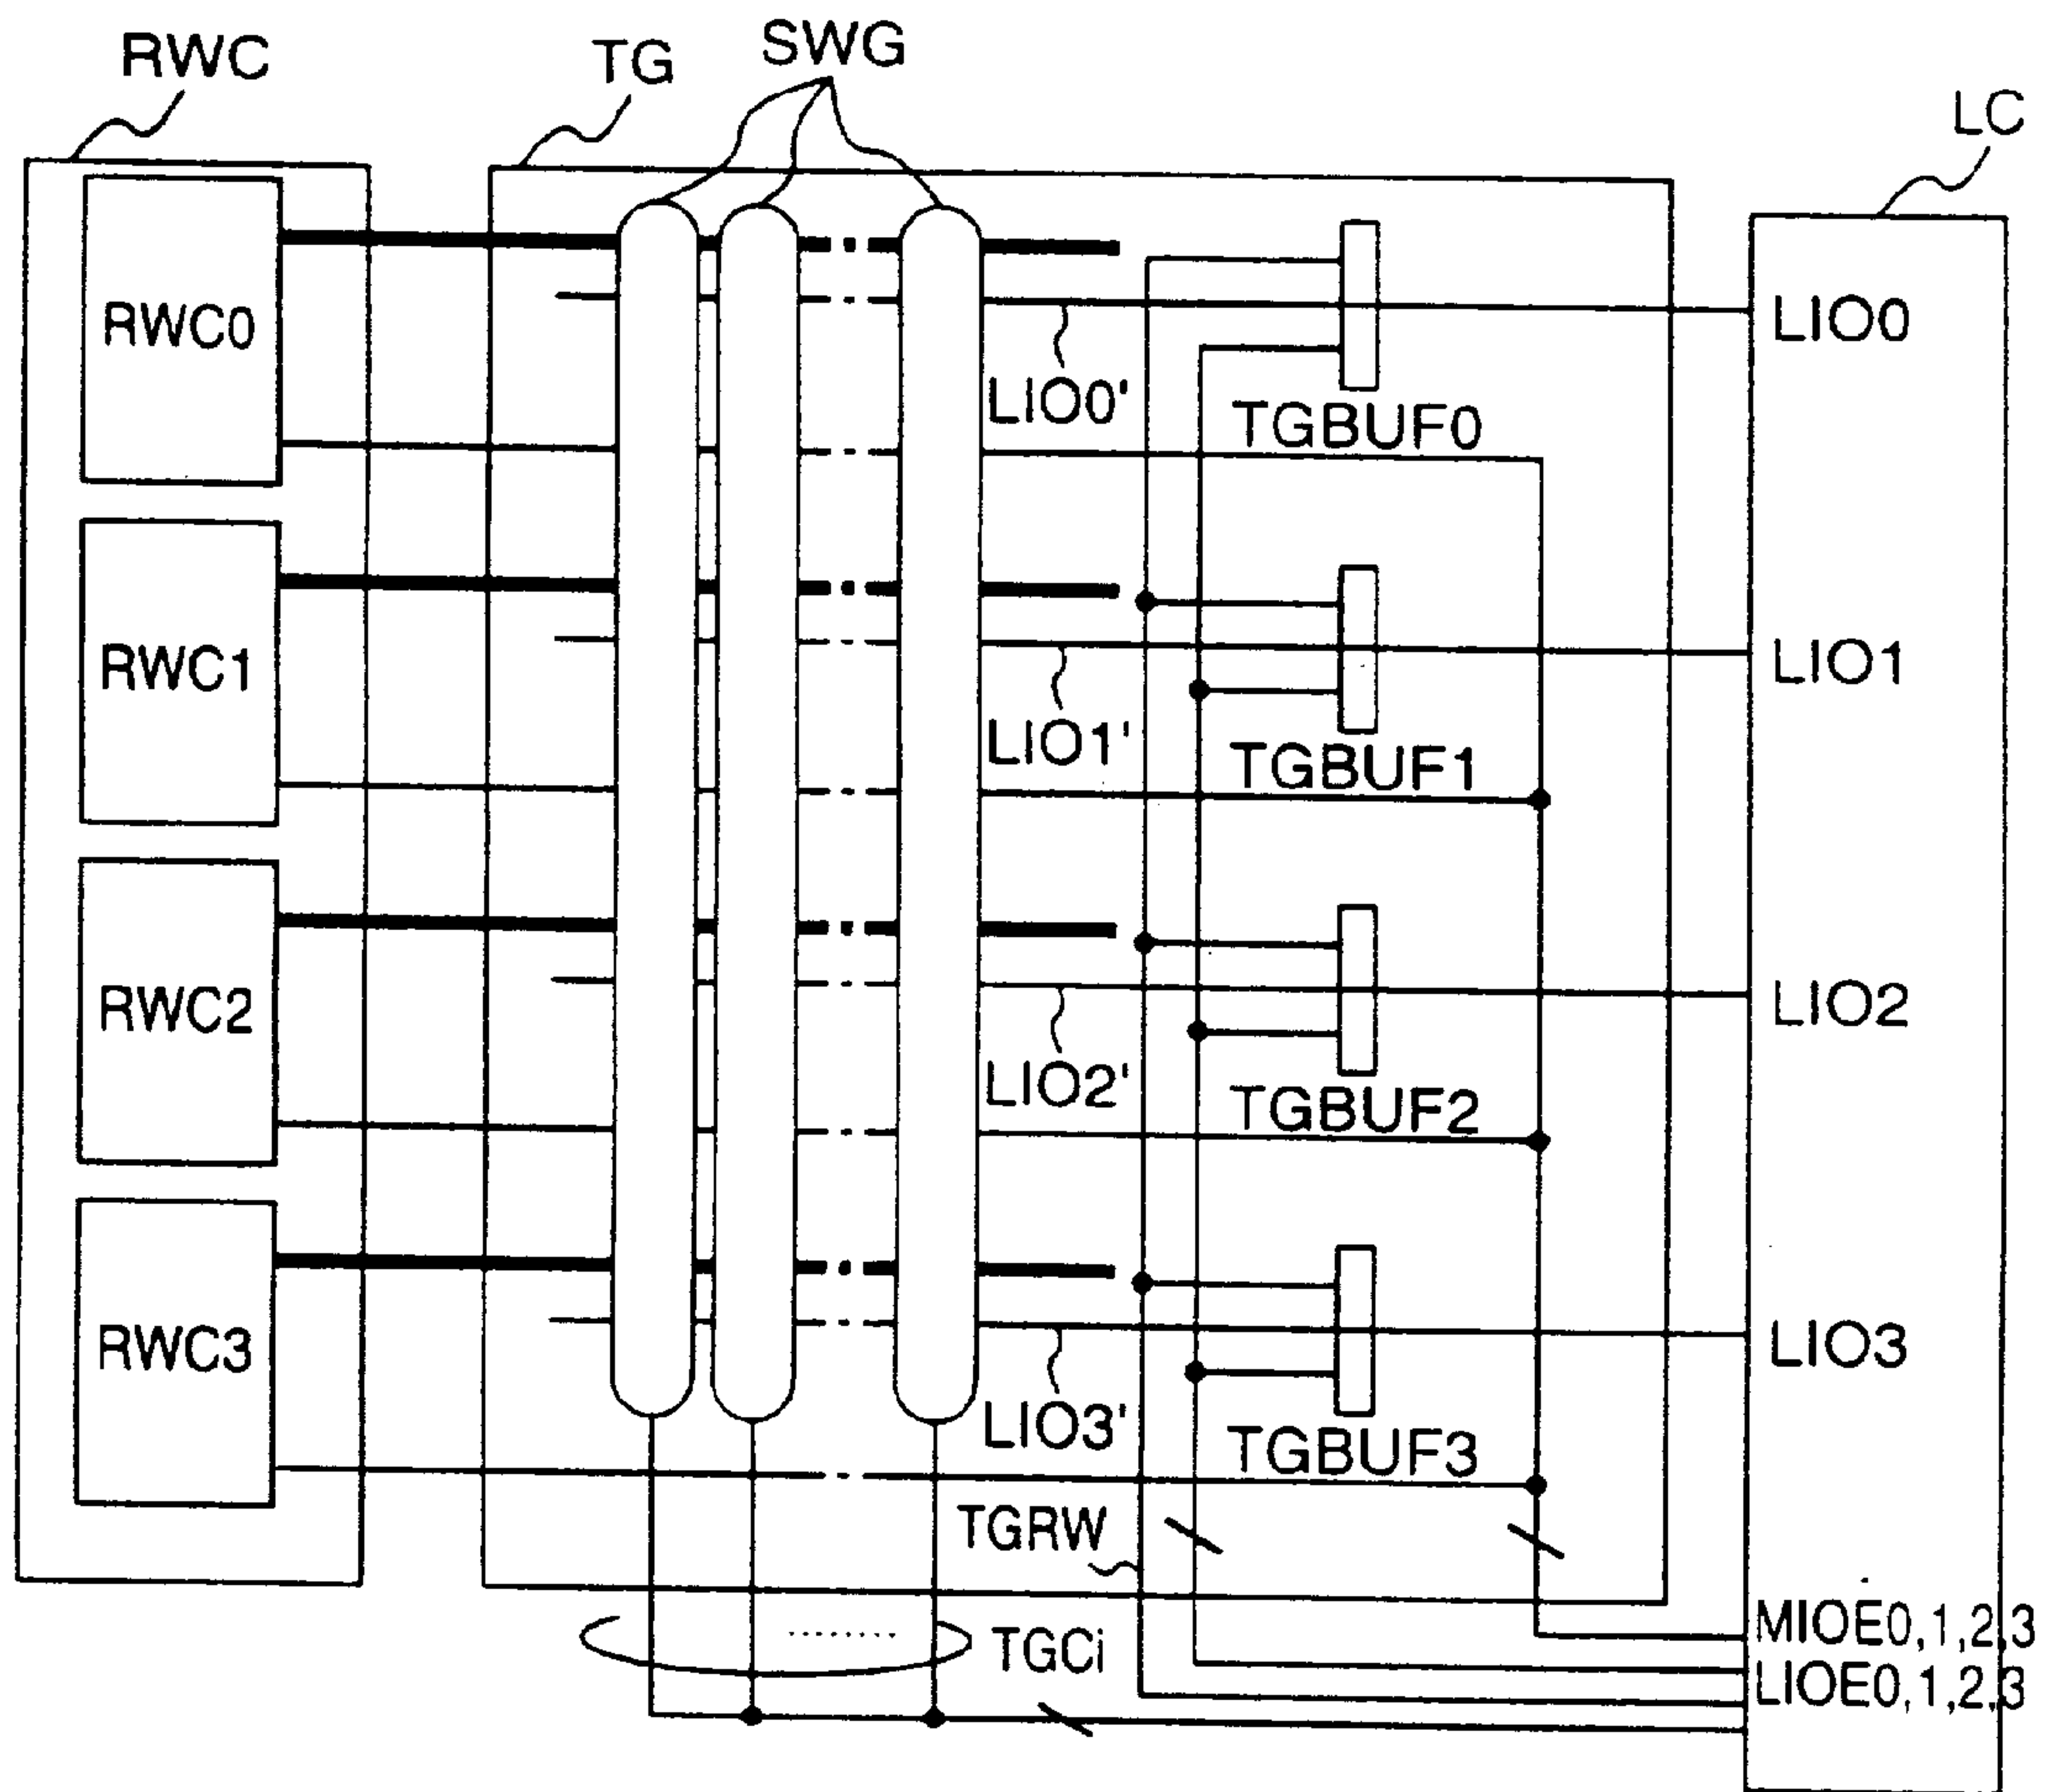 RWC
TG
SWG
LC
RWC0
LIO0
LIO0'
TGBUF0
RWC1
LIO1
LIO1'
TGBUF1
RWC2
LIO2
LIO2'
TGBUF2
RWC3
LIO3
LIO3'
TGBUF3
TGRW
TGCi
MIOE0,1,2,3
LIOE0,1,2,3